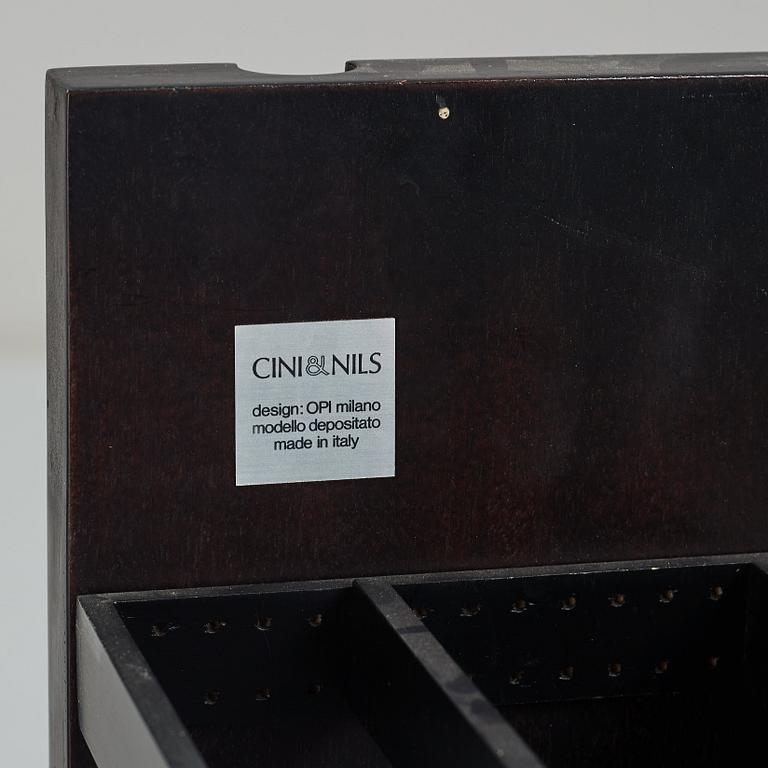 CINI&NILS
design: OPI milano
modello depositato
made in italy